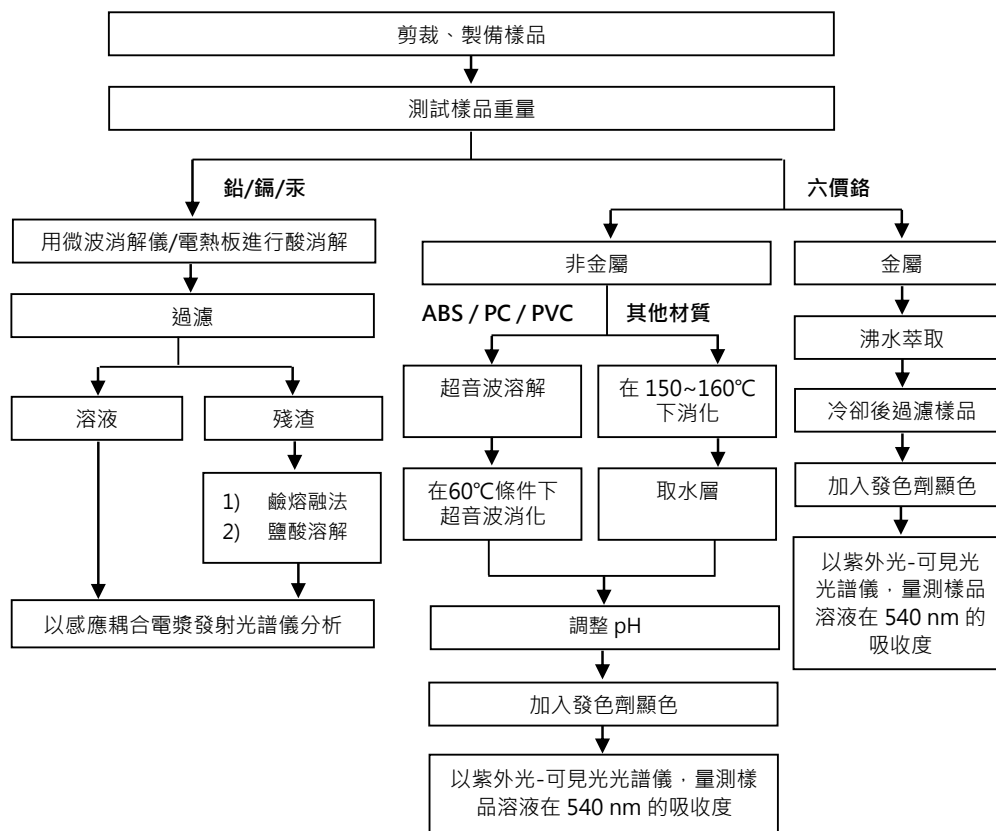 剪裁、製備樣品
測試樣品重量
鉛/鎘/汞
六價鉻
用微波消解儀/電熱板進行酸消解
非金屬
金屬
過濾
ABS / PC / PVC
其他材質
沸水萃取
超音波溶解
在 150~160℃
下消化
溶液
殘渣
冷卻後過濾樣品
1) 鹼熔融法
2) 鹽酸溶解
在60℃條件下
超音波消化
取水層
加入發色劑顯色
以紫外光-可見光
光譜儀，量測樣品
溶液在 540 nm 的
吸收度
以感應耦合電漿發射光譜儀分析
調整 pH
加入發色劑顯色
以紫外光-可見光光譜儀，量測樣
品溶液在 540 nm 的吸收度